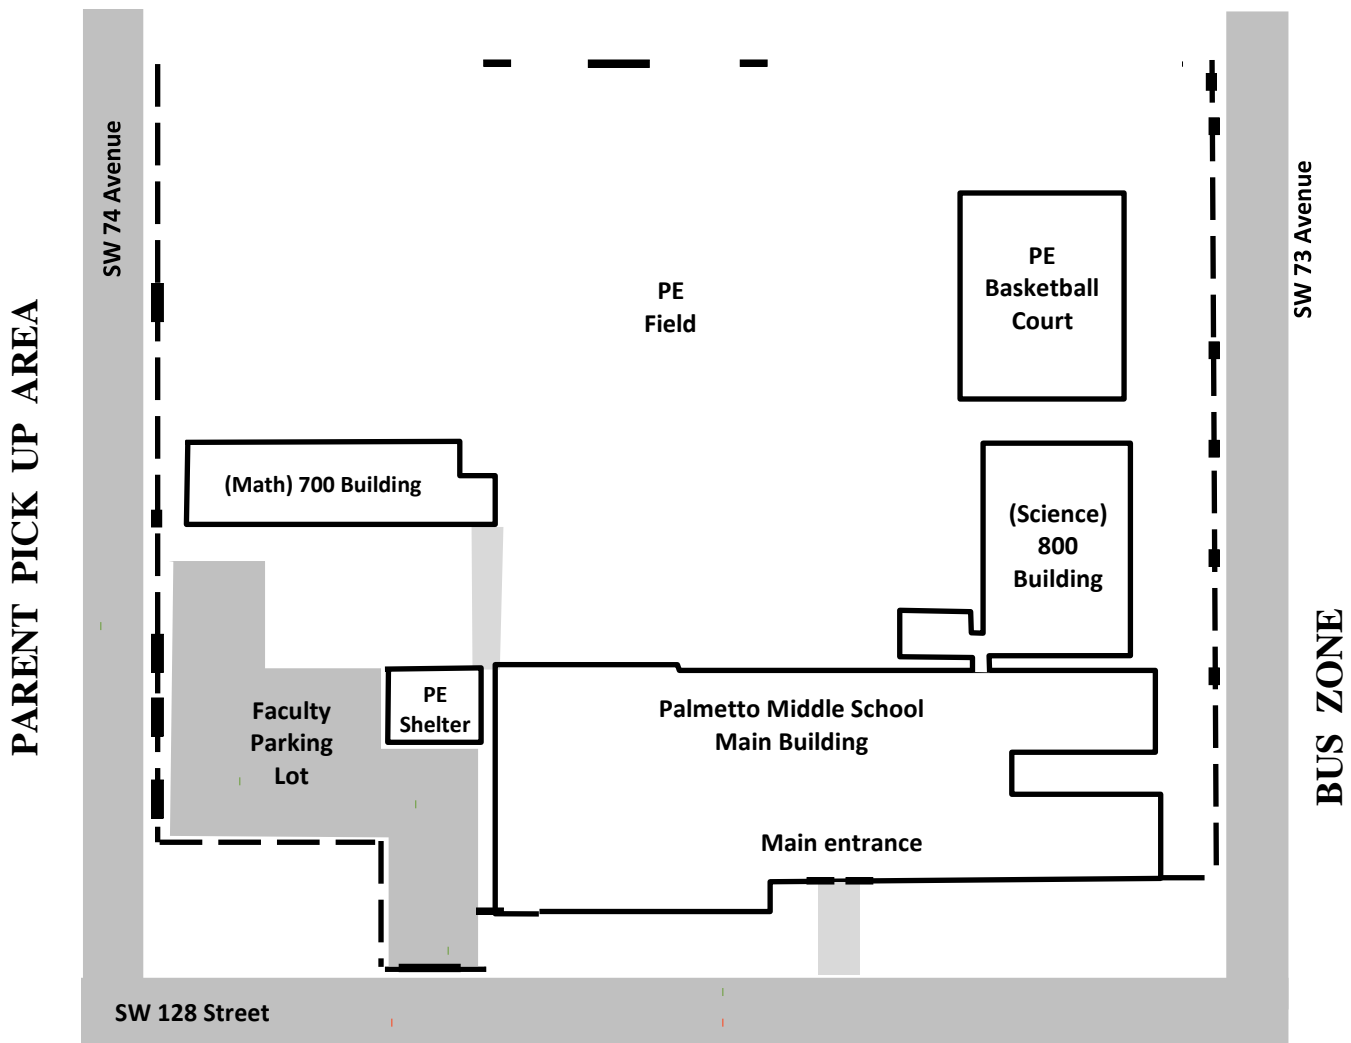 SW 74 Avenue
SW 73 Avenue
PE
Basketball
Court
PE
Field
PARENT PICK UP AREA
(Math) 700 Building
(Science)
800
Building
BUS ZONE
PE
Shelter
Faculty
Parking
Lot
Palmetto Middle School
Main Building
Main entrance
SW 128 Street